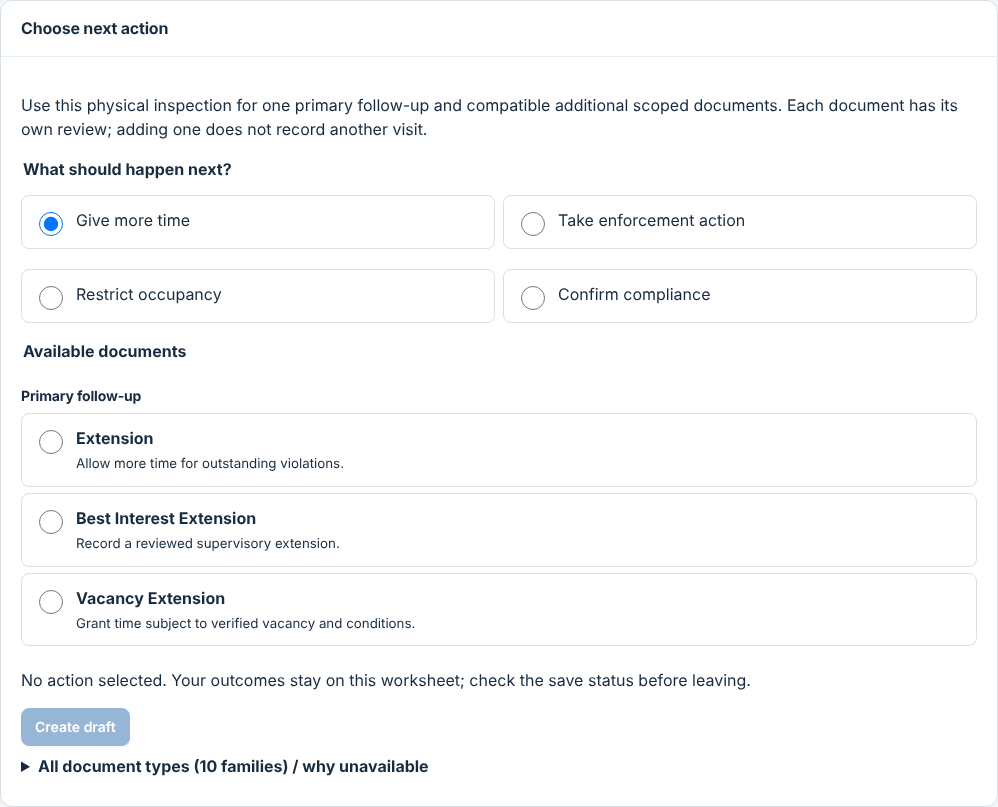 Choose next action
Use this physical inspection for one primary follow-up and compatible additional scoped documents. Each document has its
own review; adding one does not record another visit.
What should happen next?
Give more time
Take enforcement action
Restrict occupancy
Confirm compliance
Available documents
Primary follow-up
Extension
Allow more time for outstanding violations.
Best Interest Extension
Record a reviewed supervisory extension.
Vacancy Extension
Grant time subject to verified vacancy and conditions.
No action selected. Your outcomes stay on this worksheet; check the save status before leaving.
Create draft
All document types (10 families) / why unavailable